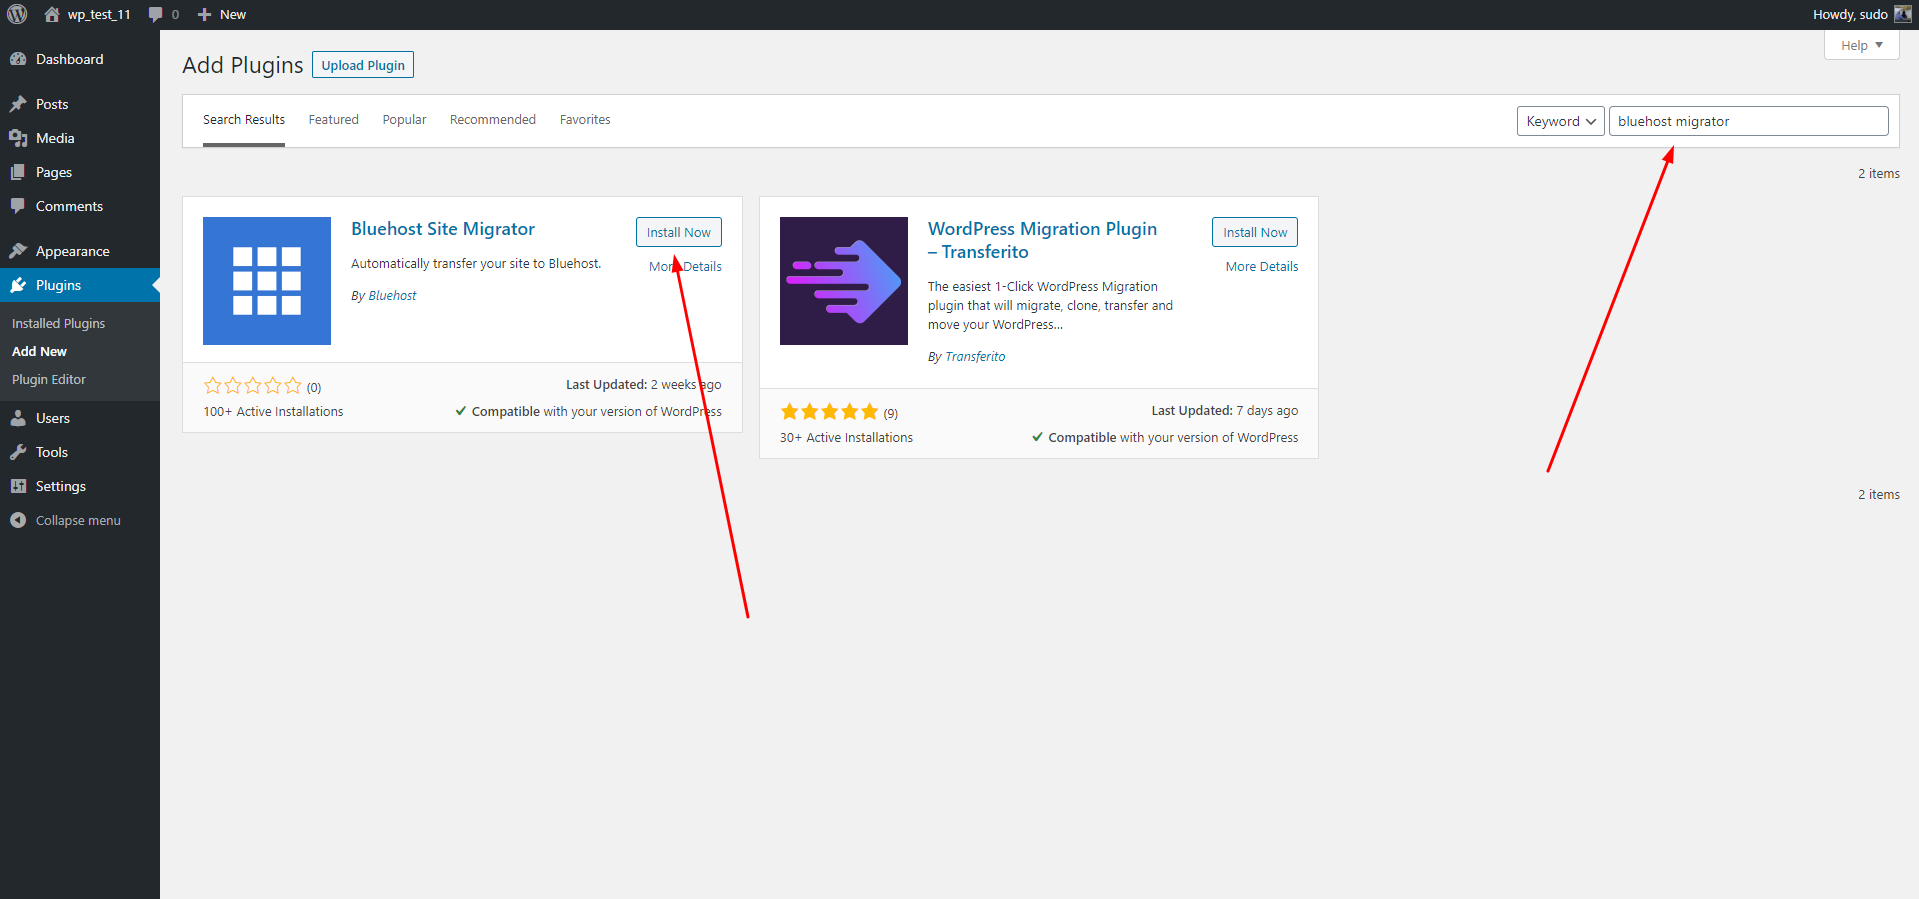 wp_test_11
0
New
Howdy, sudo
Dashboard
Posts
Media
Pages
Comments
Appearance
Plugins
Installed Plugins
Add New
Plugin Editor
Users
Tools
Settings
Collapse menu
Help
Add Plugins
Upload Plugin
Search Results
Featured
Popular
Recommended
Favorites
Keyword
bluehost migrator
2 items
Bluehost Site Migrator
Install Now
More Details
Automatically transfer your site to Bluehost.
By Bluehost
(0)
100+ Active Installations
Last Updated: 2 weeks ago
Compatible with your version of WordPress
WordPress Migration Plugin
– Transferito
Install Now
More Details
The easiest 1-Click WordPress Migration
plugin that will migrate, clone, transfer and
move your WordPress...
By Transferito
(9)
30+ Active Installations
Last Updated: 7 days ago
Compatible with your version of WordPress
2 items